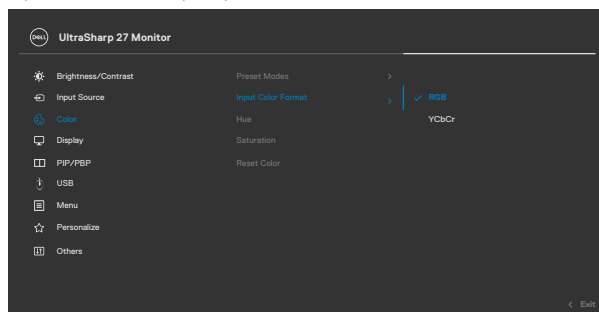 DELL UltraSharp 27 Monitor
Brightness/Contrast Preset Modes >
Input Source Input Color Format > ✓ RGB
Color Hue YCbCr
Display Saturation
PIP/PBP Reset Color
USB
Menu
Personalize
Others
< Exit